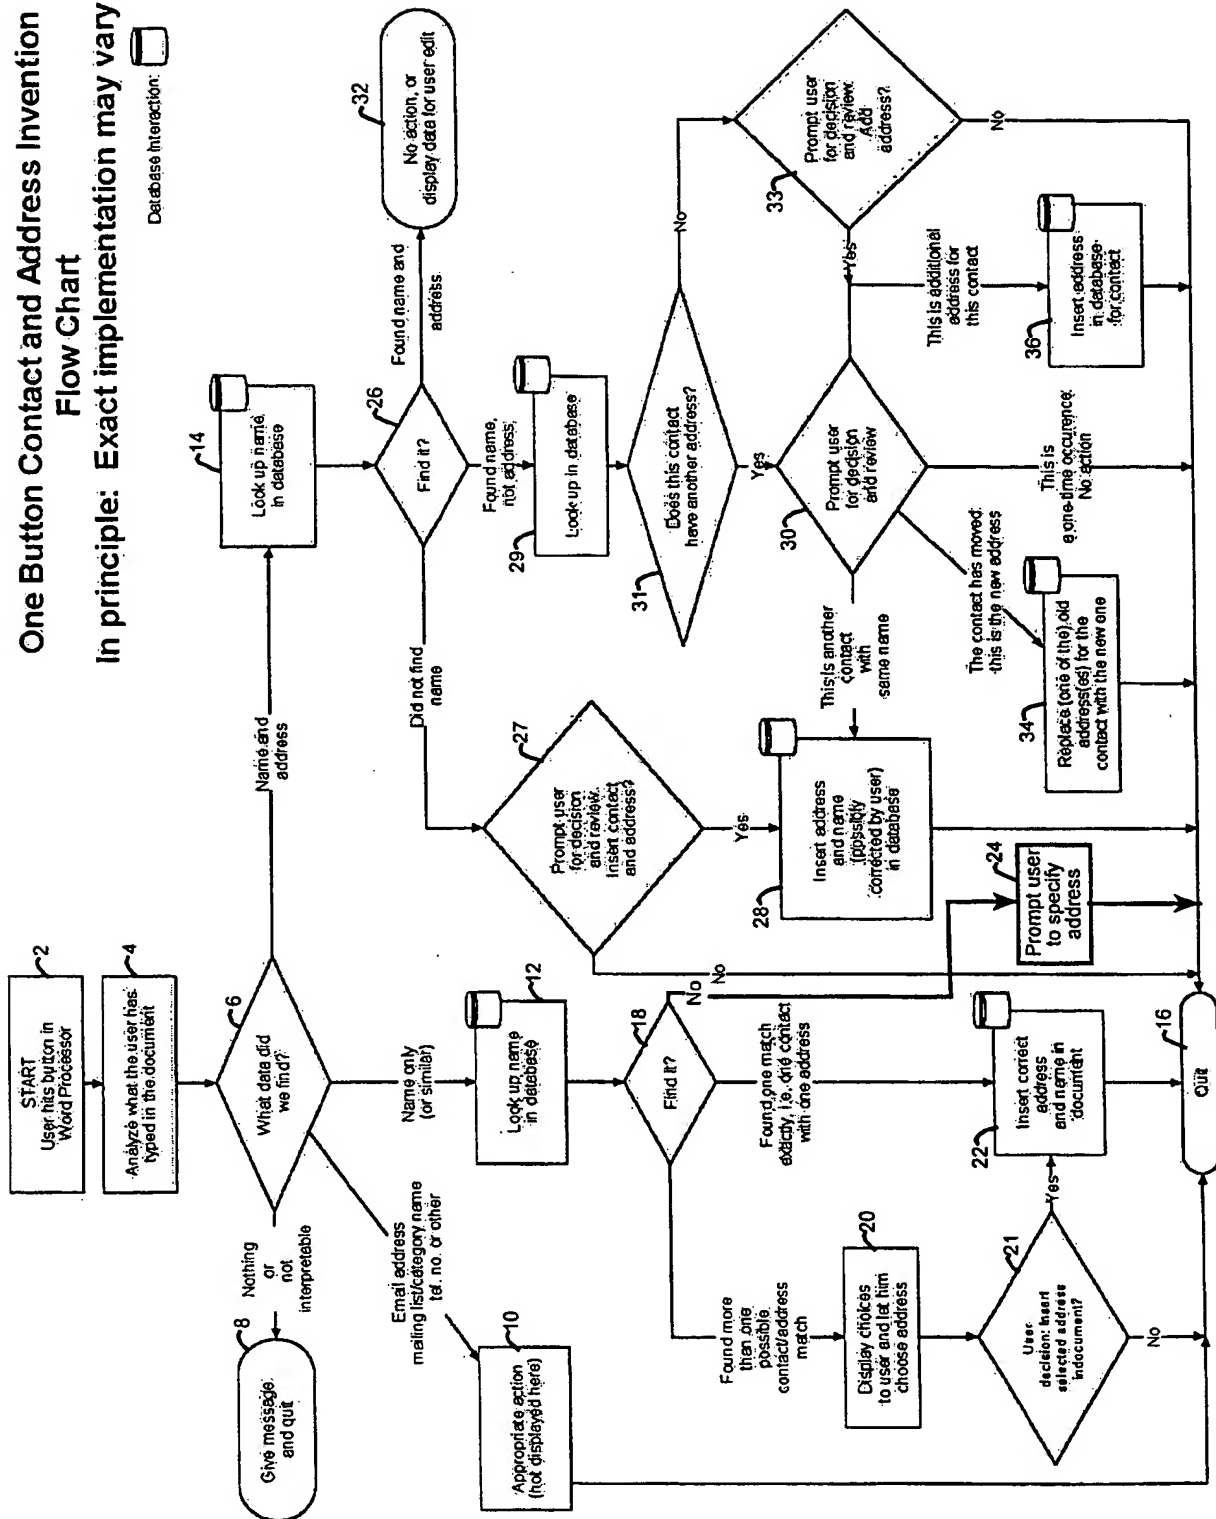 One Button Contact and Address Invention
Flow Chart
In principle: Exact implementation may vary
Database Interaction:
2
START
User hits button in
Word Processor
4
Analyze what the user has
typed in the document
6
What date did
we find?
Nothing
or
not
interpretable
8
Give message
and quit
Email address
mailing list/category name
tel. no. or other
10
Appropriate action
(not displayed here)
Name only
(or similar)
12
Look up name
in database
Name and
address
14
Look up name
in database
18
Find it?
No
Found one match
exactly, i.e. one contact
with one address
Found more
than one
possible
contact/address
match
20
Display choices
to user and let him
choose address
21
User
decision: Insert
selected address
in document?
Yes
No
22
Insert correct
address
and name in
document
24
Prompt user
to specify
address
16
Quit
26
Find it?
Found name and
address
32
No action, or
display data for user edit
Did not find
name
27
Prompt user
for decision
and review.
Insert contact
and address?
Yes
No
28
Insert address
and name
(possibly
corrected by user)
in database
Found name,
not address
29
Look up in database
31
Does this contact
have another address?
Yes
No
30
Prompt user
for decision
and review
33
Prompt user
for decision
and review.
Add
address?
Yes
No
This is another
contact
with
same name
The contact has moved:
this is the new address
34
Replace (one of the) old
address(es) for the
contact with the new one
This is
a one-time occurence:
No action
This is additional
address for
this contact
36
Insert address
in database
for contact